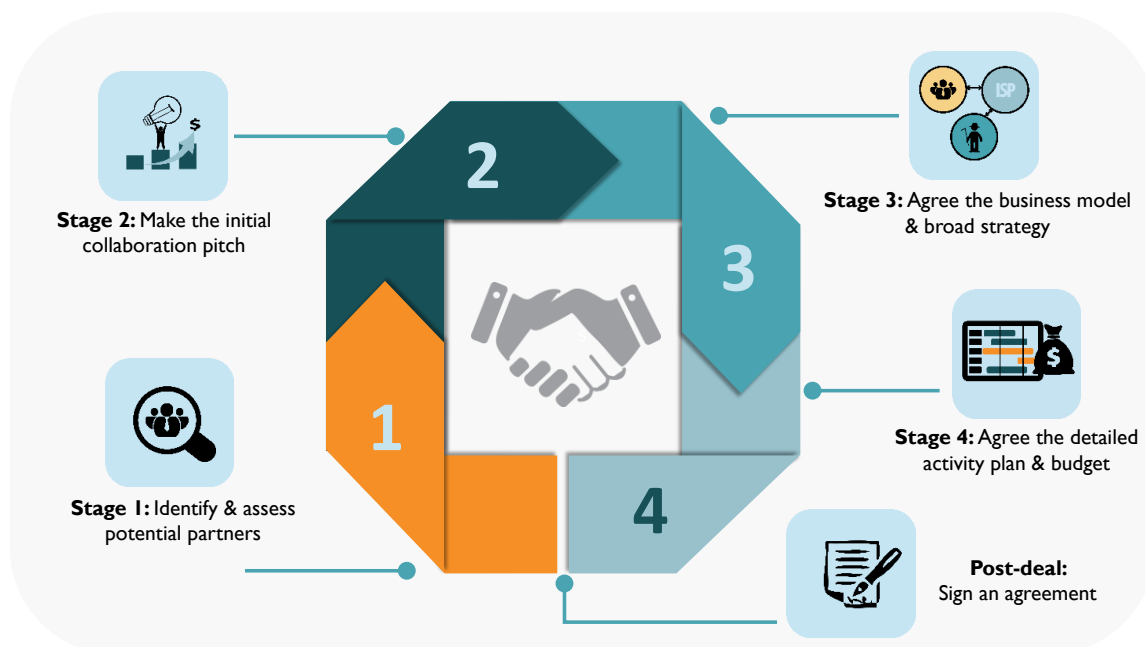 2
$
Stage 2: Make the initial
collaboration pitch
ISP
Stage 3: Agree the business model
& broad strategy
3
$
Stage 4: Agree the detailed
activity plan & budget
1
Stage 1: Identify & assess
potential partners
4
Post-deal:
Sign an agreement